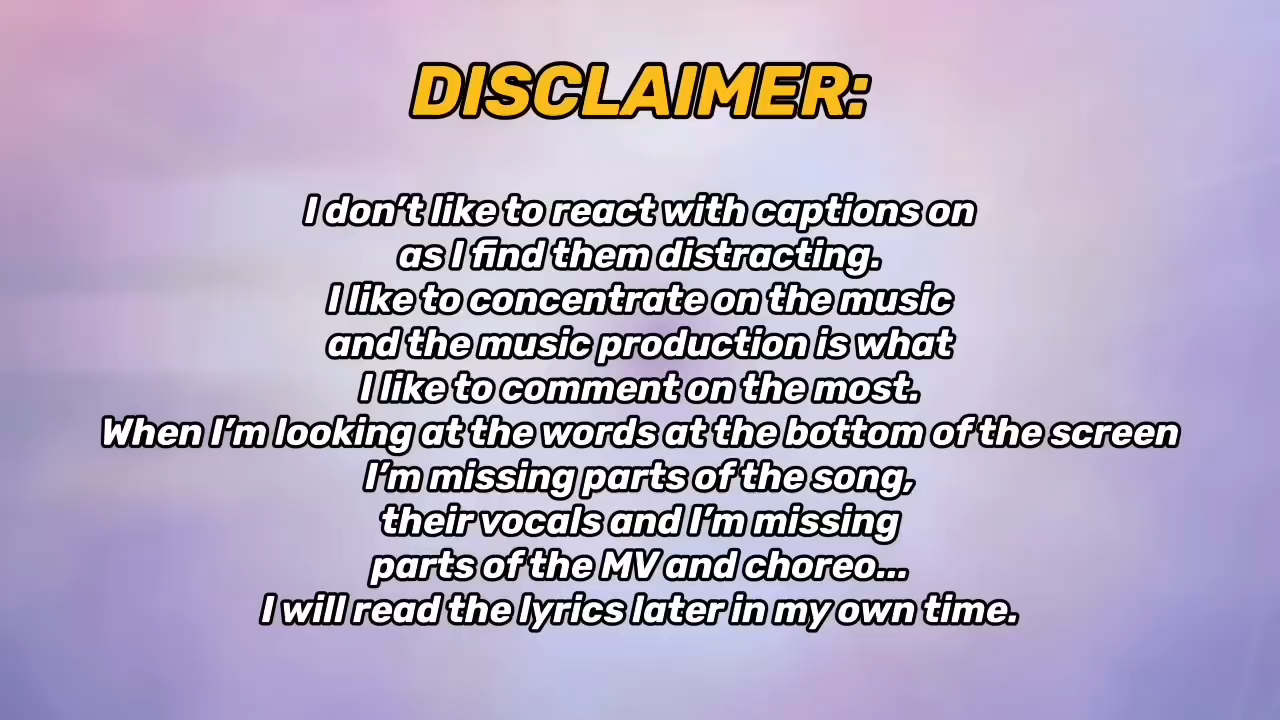 DISCLAIMER:
I don’t like to react with captions on
as I find them distracting.
I like to concentrate on the music
and the music production is what
I like to comment on the most.
When I’m looking at the words at the bottom of the screen
I’m missing parts of the song,
their vocals and I’m missing
parts of the MV and choreo...
I will read the lyrics later in my own time.